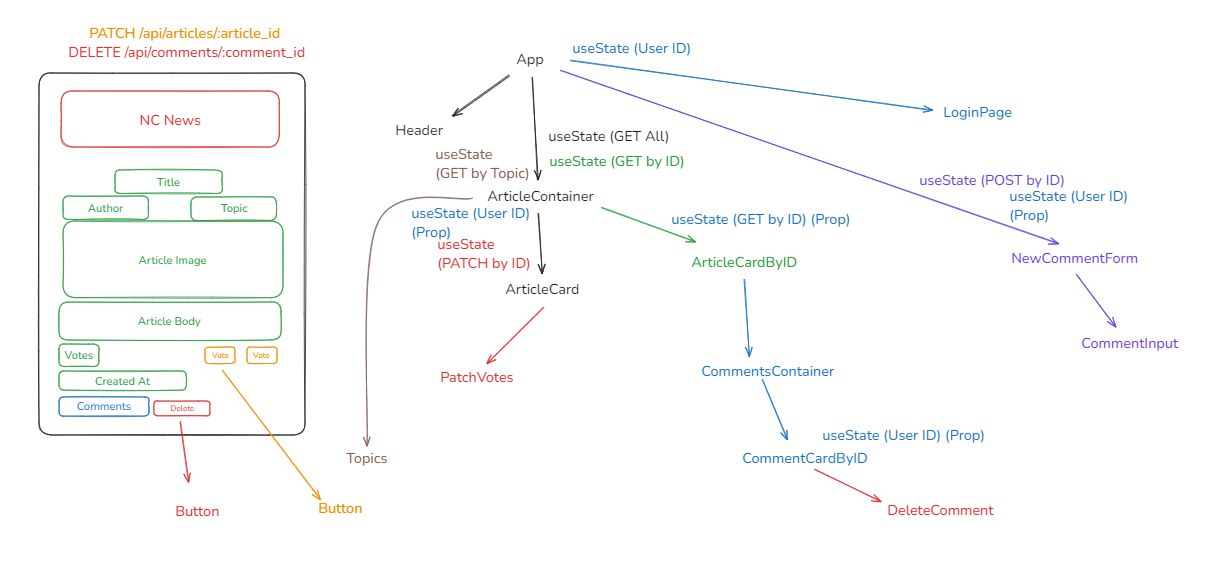 PATCH /api/articles/:article_id
DELETE /api/comments/:comment_id
NC News
Title
Author
Topic
Article Image
Article Body
Votes
Vote
Vote
Created At
Comments
Delete
Button
Button
App
useState (User ID)
LoginPage
Header
useState (GET All)
useState (GET by ID)
useState
(GET by Topic)
ArticleContainer
useState (User ID)
(Prop)
useState
(PATCH by ID)
ArticleCard
PatchVotes
Topics
useState (GET by ID) (Prop)
ArticleCardByID
CommentsContainer
useState (User ID) (Prop)
CommentCardByID
DeleteComment
useState (POST by ID)
useState (User ID)
(Prop)
NewCommentForm
CommentInput